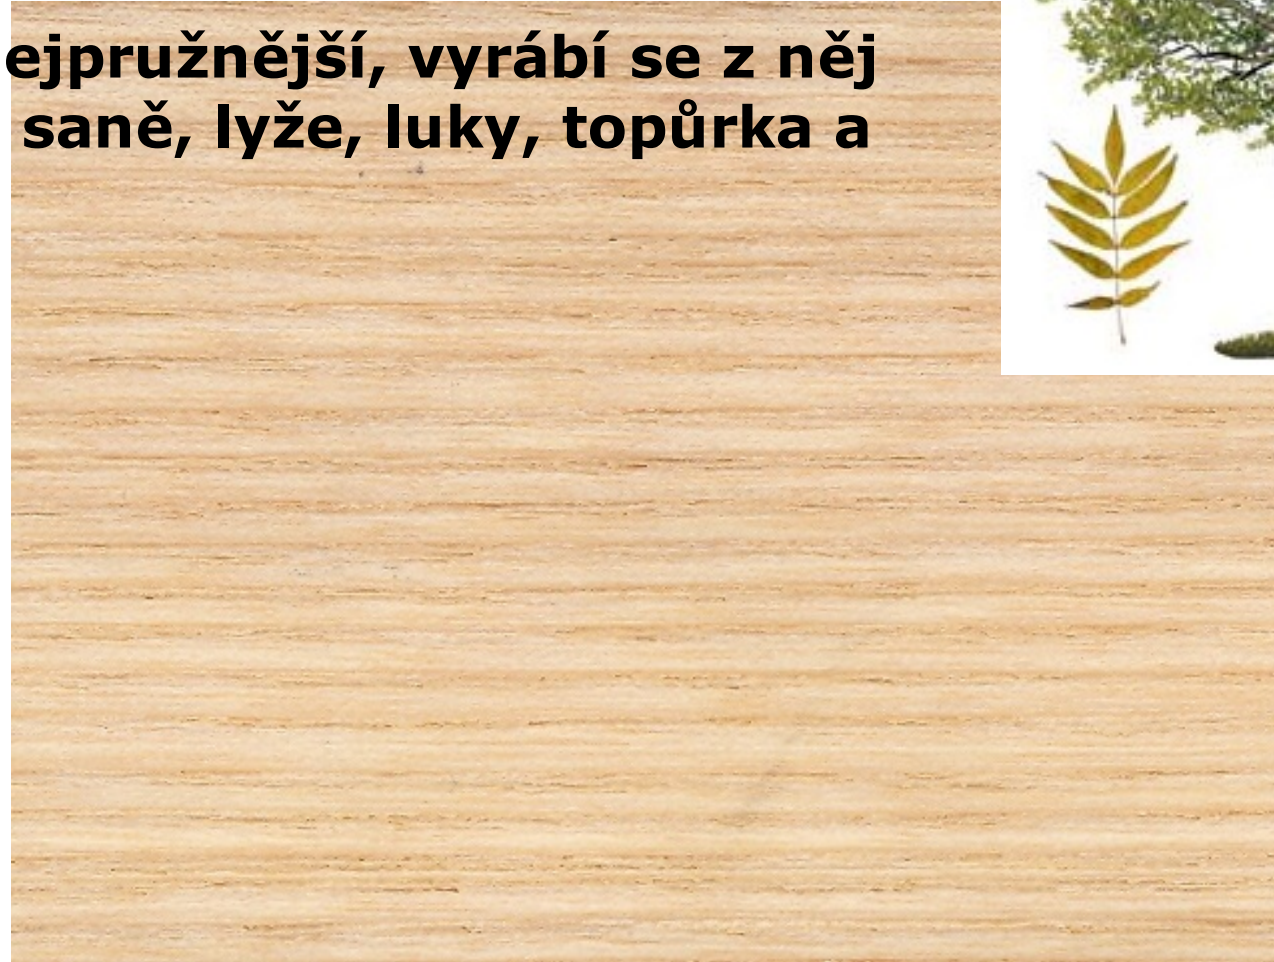 ejpružnější, vyrábí se z něj
saně, lyže, luky, topůrka a